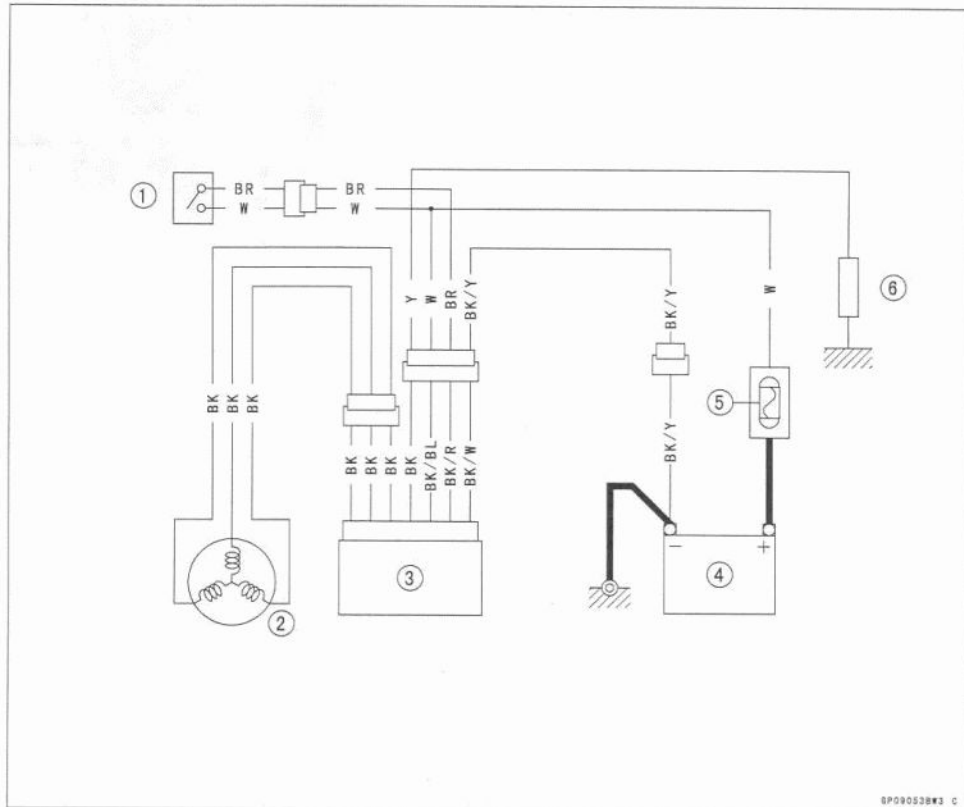 ① BR BR
W W
Y W BR BK/Y BK/Y W ⑥
BK BK BK ⑤
BK BK BK BK BK/BL BK/R BK/W BK/Y
③ - + ④
②